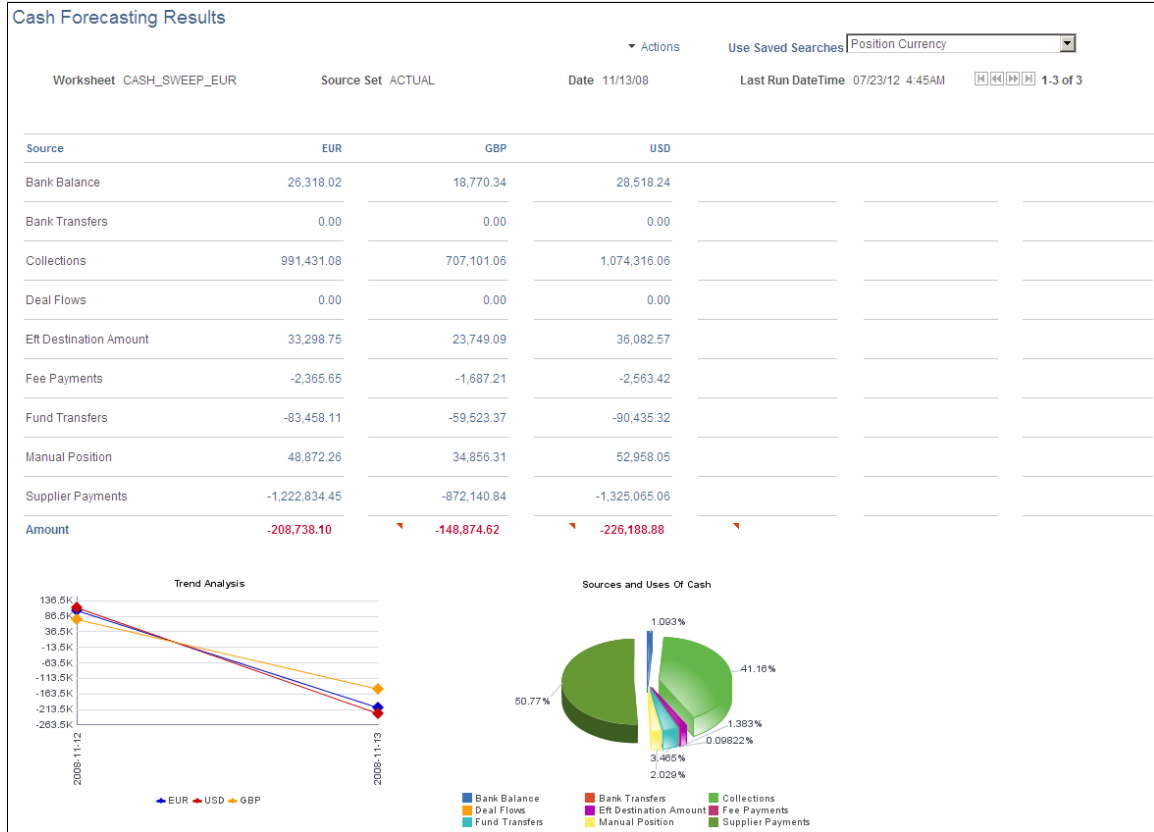 Cash Forecasting Results
Actions Use Saved Searches Position Currency
Worksheet CASH_SWEEP_EUR Source Set ACTUAL Date 11/13/08 Last Run DateTime 07/23/12 4:45AM 1-3 of 3
Source EUR GBP USD
Bank Balance 26,318.02 18,770.34 28,518.24
Bank Transfers 0.00 0.00 0.00
Collections 991,431.08 707,101.06 1,074,316.06
Deal Flows 0.00 0.00 0.00
Eft Destination Amount 33,298.75 23,749.09 36,082.57
Fee Payments -2,365.65 -1,687.21 -2,563.42
Fund Transfers -83,458.11 -59,523.37 -90,435.32
Manual Position 48,872.26 34,856.31 52,958.05
Supplier Payments -1,222,834.45 -872,140.84 -1,325,065.06
Amount -208,738.10 -148,874.62 -226,188.88
Trend Analysis
136.5K
86.5K
36.5K
-13.5K
-63.5K
-113.5K
-163.5K
-213.5K
-263.5K
2008-11-12
2008-11-13
EUR USD GBP
Sources and Uses Of Cash
1.093%
41.16%
50.77%
1.383%
0.09822%
3.465%
2.029%
Bank Balance Bank Transfers Collections
Deal Flows Eft Destination Amount Fee Payments
Fund Transfers Manual Position Supplier Payments